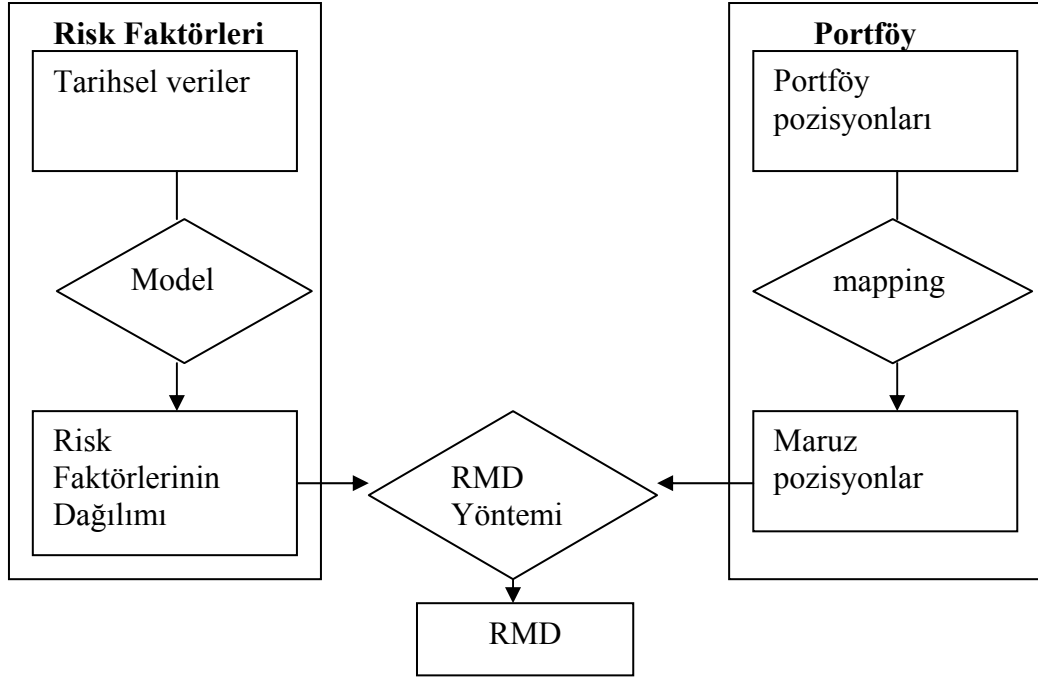 Risk Faktörleri
Tarihsel veriler
Model
Risk
Faktörlerinin
Dağılımı
Portföy
Portföy
pozisyonları
mapping
Maruz
pozisyonlar
RMD
Yöntemi
RMD